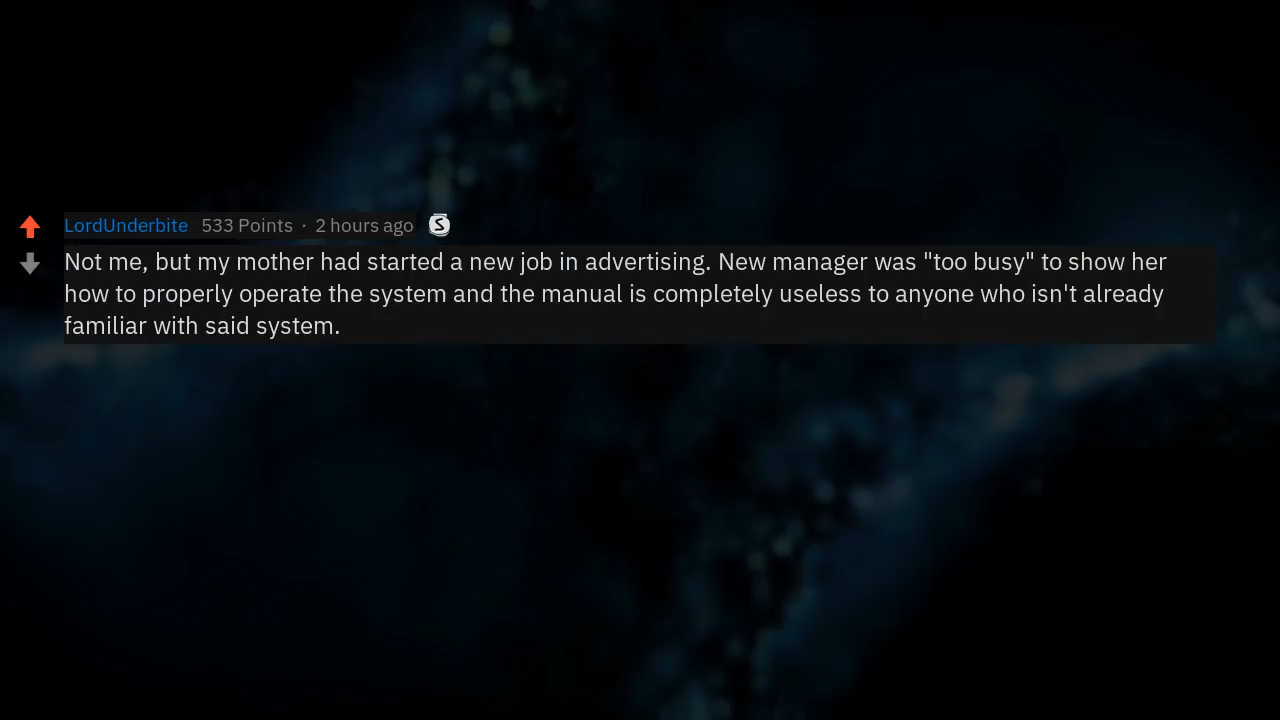 LordUnderbite 533 Points · 2 hours ago
Not me, but my mother had started a new job in advertising. New manager was "too busy" to show her
how to properly operate the system and the manual is completely useless to anyone who isn't already
familiar with said system.